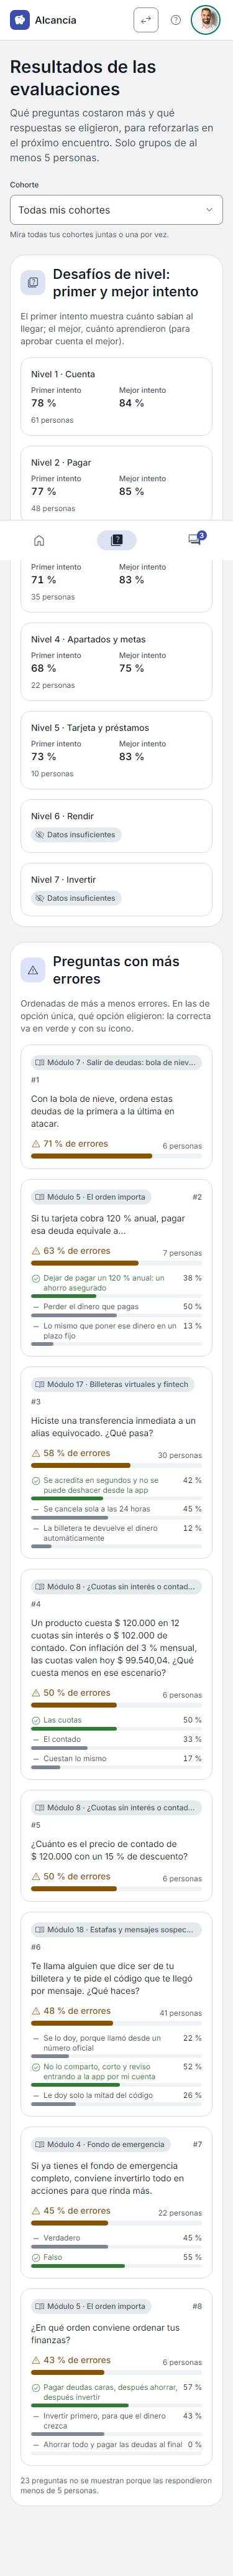 Alcancía
Resultados de las
evaluaciones
Qué preguntas costaron más y qué
respuestas se eligieron, para reforzarlas en
el próximo encuentro. Solo grupos de al
menos 5 personas.
Cohorte
Todas mis cohortes
Mira todas tus cohortes juntas o una por vez.
Desafíos de nivel:
primer y mejor intento
El primer intento muestra cuánto sabían al
llegar; el mejor, cuánto aprendieron (para
aprobar cuenta el mejor).
Nivel 1 · Cuenta
Primer intento Mejor intento
78 % 84 %
61 personas
Nivel 2 · Pagar
Primer intento Mejor intento
77 % 85 %
48 personas
3
71 % 83 %
35 personas
Nivel 4 · Apartados y metas
Primer intento Mejor intento
68 % 75 %
22 personas
Nivel 5 · Tarjeta y préstamos
Primer intento Mejor intento
73 % 83 %
10 personas
Nivel 6 · Rendir
Datos insuficientes
Nivel 7 · Invertir
Datos insuficientes
Preguntas con más
errores
Ordenadas de más a menos errores. En las de
opción única, qué opción eligieron: la correcta
va en verde y con su ícono.
Módulo 7 · Salir de deudas: bola de niev...
#1
Con la bola de nieve, ordena estas
deudas de la primera a la última en
atacar.
71 % de errores 6 personas
Módulo 5 · El orden importa #2
Si tu tarjeta cobra 120 % anual, pagar
esa deuda equivale a...
63 % de errores 7 personas
Dejar de pagar un 120 % anual: un 38 %
ahorro asegurado
Perder el dinero que pagas 50 %
Lo mismo que poner ese dinero en un 13 %
plazo fijo
Módulo 17 · Billeteras virtuales y fintech
#3
Hiciste una transferencia inmediata a un
alias equivocado. ¿Qué pasa?
58 % de errores 30 personas
Se acredita en segundos y no se 42 %
puede deshacer desde la app
Se cancela sola a las 24 horas 45 %
La billetera te devuelve el dinero 12 %
automáticamente
Módulo 8 · ¿Cuotas sin interés o contad...
#4
Un producto cuesta $ 120.000 en 12
cuotas sin interés o $ 102.000 de
contado. Con inflación del 3 % mensual,
las cuotas valen hoy $ 99.540,04. ¿Qué
cuesta menos en ese escenario?
50 % de errores 6 personas
Las cuotas 50 %
El contado 33 %
Cuestan lo mismo 17 %
Módulo 8 · ¿Cuotas sin interés o contad...
#5
¿Cuánto es el precio de contado de
$ 120.000 con un 15 % de descuento?
50 % de errores 6 personas
Módulo 18 · Estafas y mensajes sospec...
#6
Te llama alguien que dice ser de tu
billetera y te pide el código que te llegó
por mensaje. ¿Qué haces?
48 % de errores 41 personas
Se lo doy, porque llamó desde un 22 %
número oficial
No lo comparto, corto y reviso 52 %
entrando a la app por mi cuenta
Le doy solo la mitad del código 26 %
Módulo 4 · Fondo de emergencia #7
Si ya tienes el fondo de emergencia
completo, conviene invertirlo todo en
acciones para que rinda más.
45 % de errores 22 personas
Verdadero 45 %
Falso 55 %
Módulo 5 · El orden importa #8
¿En qué orden conviene ordenar tus
finanzas?
43 % de errores 6 personas
Pagar deudas caras, después ahorrar, 57 %
después invertir
Invertir primero, para que el dinero 43 %
crezca
Ahorrar todo y pagar las deudas al final 0 %
23 preguntas no se muestran porque las respondieron
menos de 5 personas.